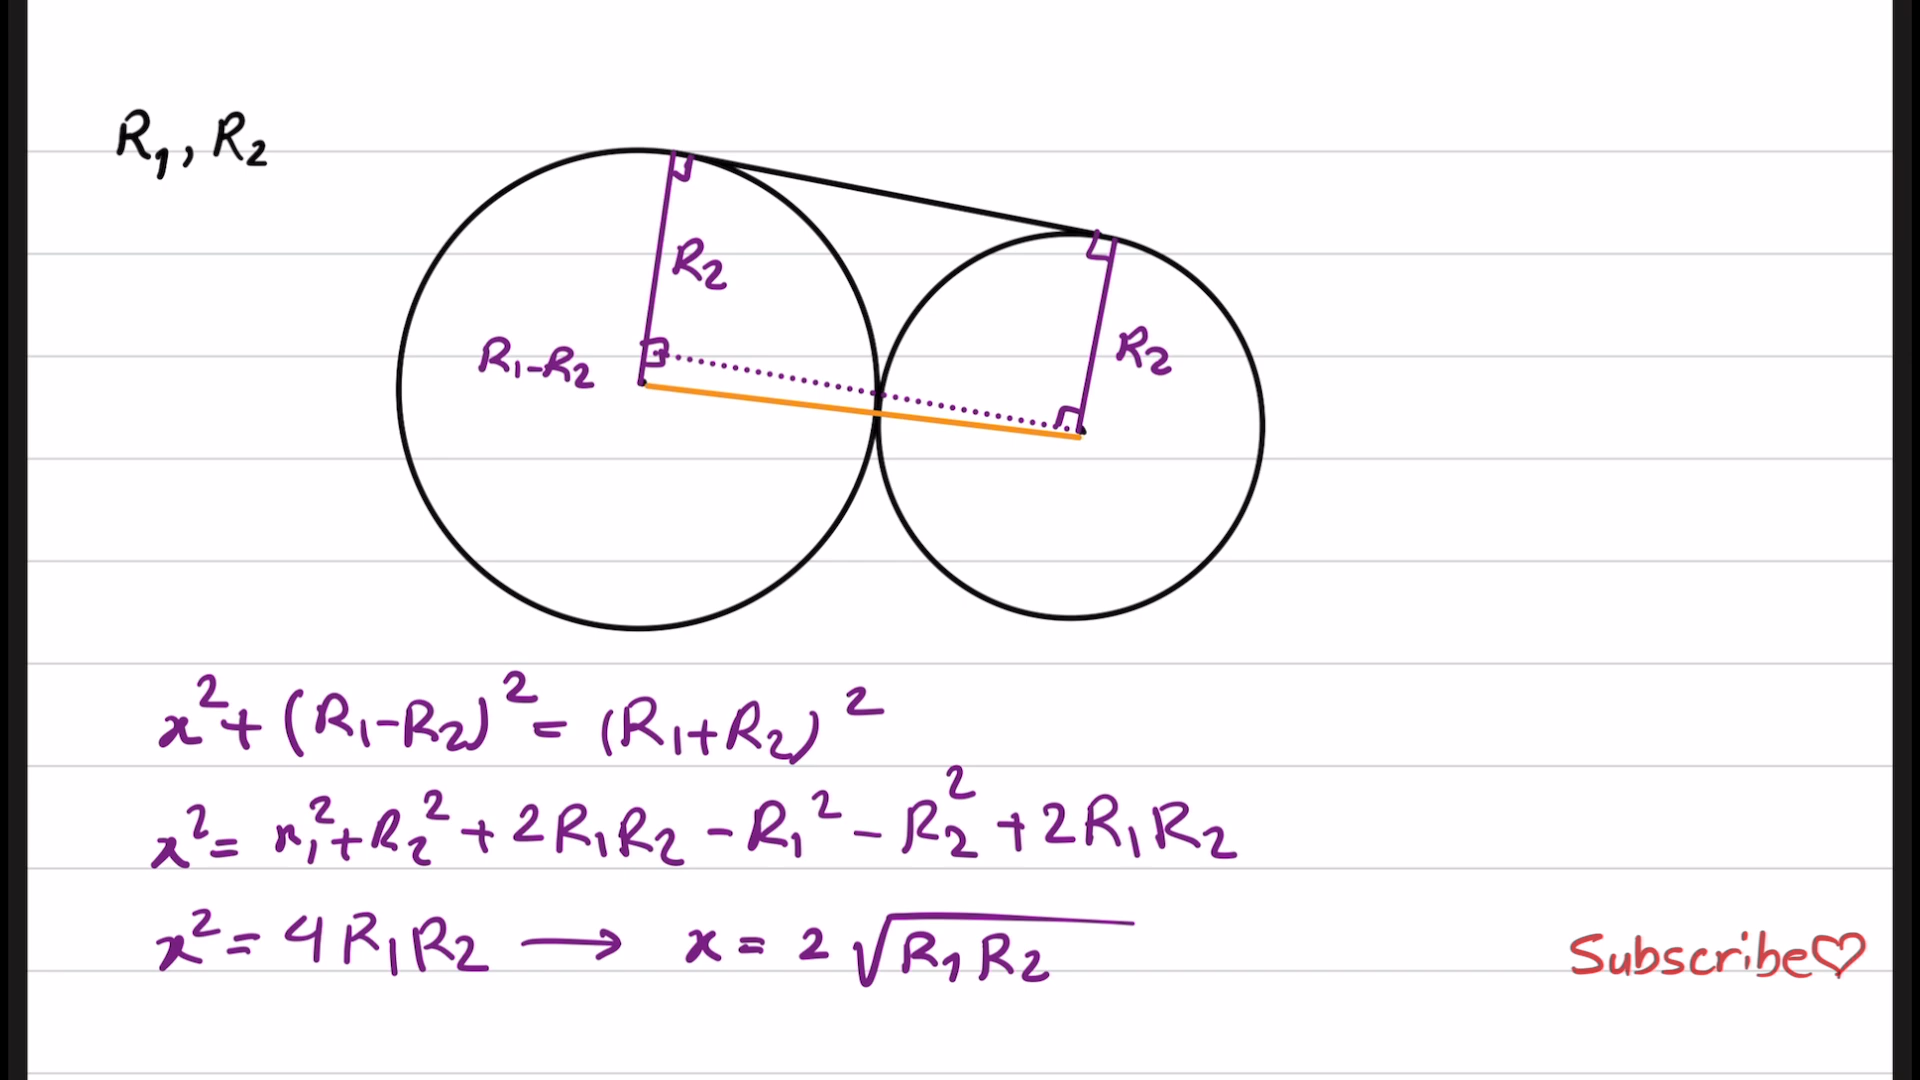 R₁, R₂
R₂
R₁-R₂
R₂
x² + (R₁-R₂)² = (R₁+R₂)²
x² = r₁² + R₂² + 2R₁R₂ - R₁² - R₂² + 2R₁R₂
x² = 4R₁R₂ → x = 2√R₁R₂
Subscribe♡